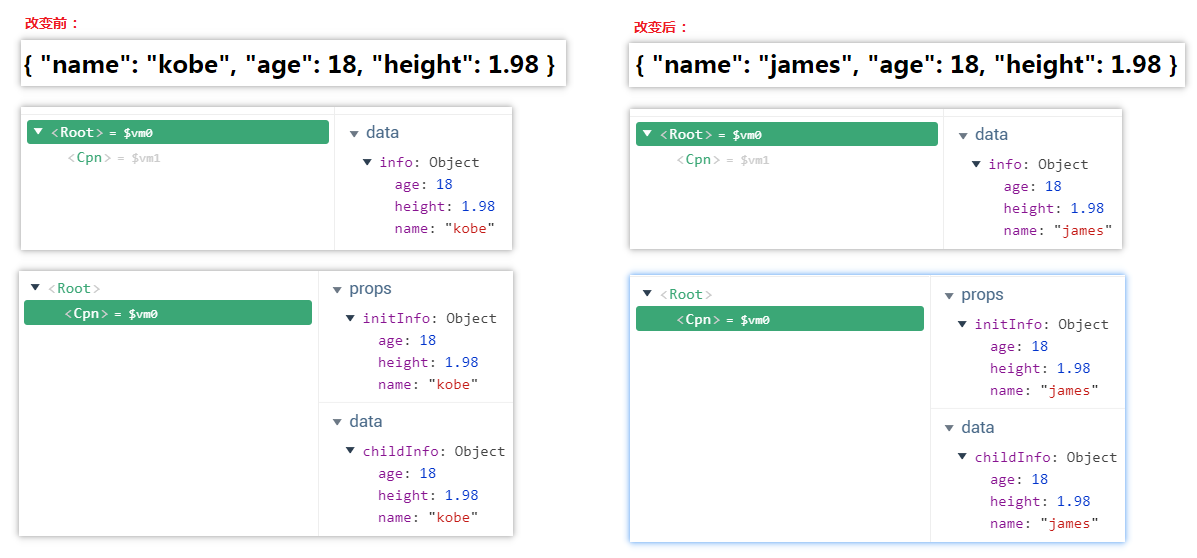 改变前：
{ "name": "kobe", "age": 18, "height": 1.98 }
<Root> = $vm0
<Cpn> = $vm1
data
info: Object
age: 18
height: 1.98
name: "kobe"
<Root>
<Cpn> = $vm0
props
initInfo: Object
age: 18
height: 1.98
name: "kobe"
data
childInfo: Object
age: 18
height: 1.98
name: "kobe"
改变后：
{ "name": "james", "age": 18, "height": 1.98 }
<Root> = $vm0
<Cpn> = $vm1
data
info: Object
age: 18
height: 1.98
name: "james"
<Root>
<Cpn> = $vm0
props
initInfo: Object
age: 18
height: 1.98
name: "james"
data
childInfo: Object
age: 18
height: 1.98
name: "james"